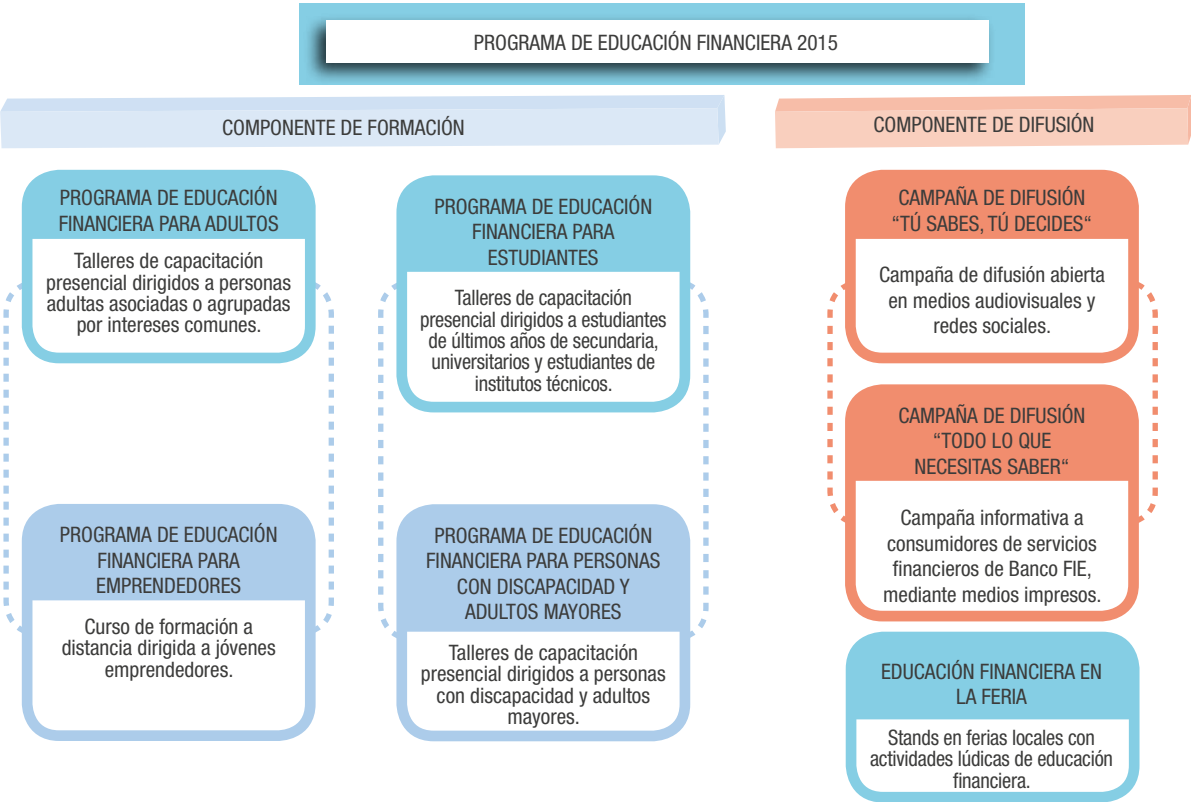 PROGRAMA DE EDUCACIÓN FINANCIERA 2015
COMPONENTE DE FORMACIÓN
PROGRAMA DE EDUCACIÓN
FINANCIERA PARA ADULTOS
Talleres de capacitación
presencial dirigidos a personas
adultas asociadas o agrupadas
por intereses comunes.
PROGRAMA DE EDUCACIÓN
FINANCIERA PARA
ESTUDIANTES
Talleres de capacitación
presencial dirigidos a estudiantes
de últimos años de secundaria,
universitarios y estudiantes de
institutos técnicos.
PROGRAMA DE EDUCACIÓN
FINANCIERA PARA
EMPRENDEDORES
Curso de formación a
distancia dirigida a jóvenes
emprendedores.
PROGRAMA DE EDUCACIÓN
FINANCIERA PARA PERSONAS
CON DISCAPACIDAD Y
ADULTOS MAYORES
Talleres de capacitación
presencial dirigidos a personas
con discapacidad y adultos
mayores.
COMPONENTE DE DIFUSIÓN
CAMPAÑA DE DIFUSIÓN
“TÚ SABES, TÚ DECIDES“
Campaña de difusión abierta
en medios audiovisuales y
redes sociales.
CAMPAÑA DE DIFUSIÓN
“TODO LO QUE
NECESITAS SABER“
Campaña informativa a
consumidores de servicios
financieros de Banco FIE,
mediante medios impresos.
EDUCACIÓN FINANCIERA EN
LA FERIA
Stands en ferias locales con
actividades lúdicas de educación
financiera.